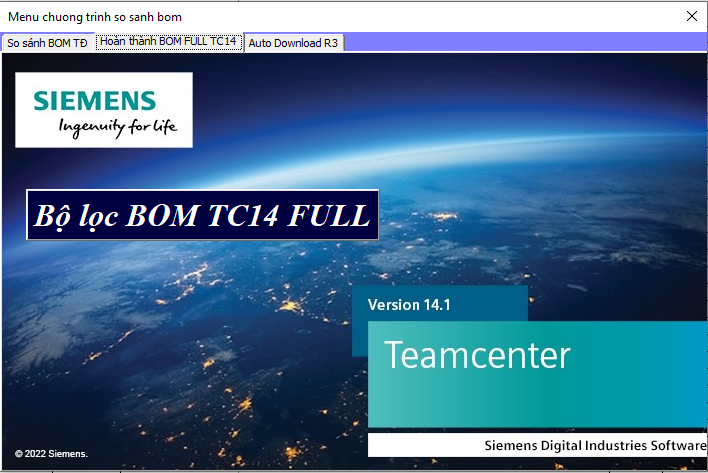 Menu chuong trinh so sanh bom
So sánh BOM TĐ
Hoàn thành BOM FULL TC14
Auto Download R3
SIEMENS
Ingenuity for life
Bộ lọc BOM TC14 FULL
Version 14.1
Teamcenter
Siemens Digital Industries Software
© 2022 Siemens.